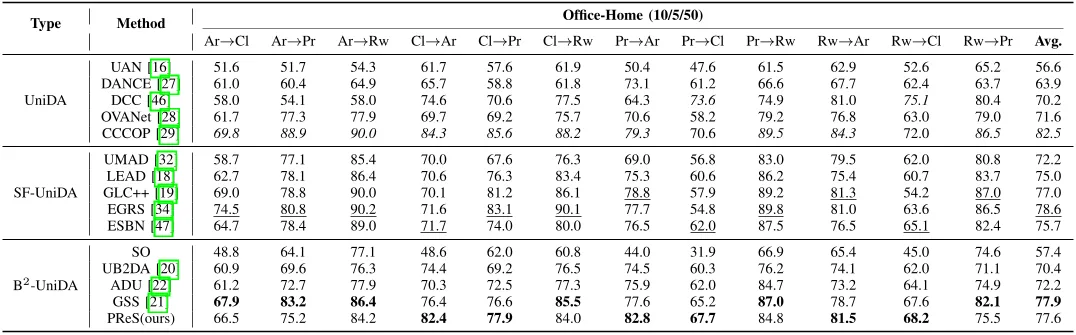 Type Method Office-Home (10/5/50)
Ar→Cl Ar→Pr Ar→Rw Cl→Ar Cl→Pr Cl→Rw Pr→Ar Pr→Cl Pr→Rw Rw→Ar Rw→Cl Rw→Pr Avg.
UniDA
UAN [16] 51.6 51.7 54.3 61.7 57.6 61.9 50.4 47.6 61.5 62.9 52.6 65.2 56.6
DANCE [27] 61.0 60.4 64.9 65.7 58.8 61.8 73.1 61.2 66.6 67.7 62.4 63.7 63.9
DCC [46] 58.0 54.1 58.0 74.6 70.6 77.5 64.3 73.6 74.9 81.0 75.1 80.4 70.2
OVANet [28] 61.7 77.3 77.9 69.7 69.2 75.7 70.6 58.2 79.2 76.8 63.0 79.0 71.6
CCCOP [29] 69.8 88.9 90.0 84.3 85.6 88.2 79.3 70.6 89.5 84.3 72.0 86.5 82.5
SF-UniDA
UMAD [32] 58.7 77.1 85.4 70.0 67.6 76.3 69.0 56.8 83.0 79.5 62.0 80.8 72.2
LEAD [18] 62.7 78.1 86.4 70.6 76.3 83.4 75.3 60.6 86.2 75.4 60.7 83.7 75.0
GLC++ [19] 69.0 78.8 90.0 70.1 81.2 86.1 78.8 57.9 89.2 81.3 54.2 87.0 77.0
EGRS [34] 74.5 80.8 90.2 71.6 83.1 90.1 77.7 54.8 89.8 81.0 63.6 86.5 78.6
ESBN [47] 64.7 78.4 89.0 71.7 74.0 80.0 76.5 62.0 87.5 76.5 65.1 82.4 75.7
B²-UniDA
SO 48.8 64.1 77.1 48.6 62.0 60.8 44.0 31.9 66.9 65.4 45.0 74.6 57.4
UB2DA [20] 60.9 69.6 76.3 74.4 69.2 76.5 74.5 60.3 76.2 74.1 62.0 71.1 70.4
ADU [22] 61.2 72.7 77.9 70.3 72.5 77.3 75.9 62.0 84.7 73.2 64.1 74.9 72.2
GSS [21] 67.9 83.2 86.4 76.4 76.6 85.5 77.6 65.2 87.0 78.7 67.6 82.1 77.9
PReS(ours) 66.5 75.2 84.2 82.4 77.9 84.0 82.8 67.7 84.8 81.5 68.2 75.5 77.6